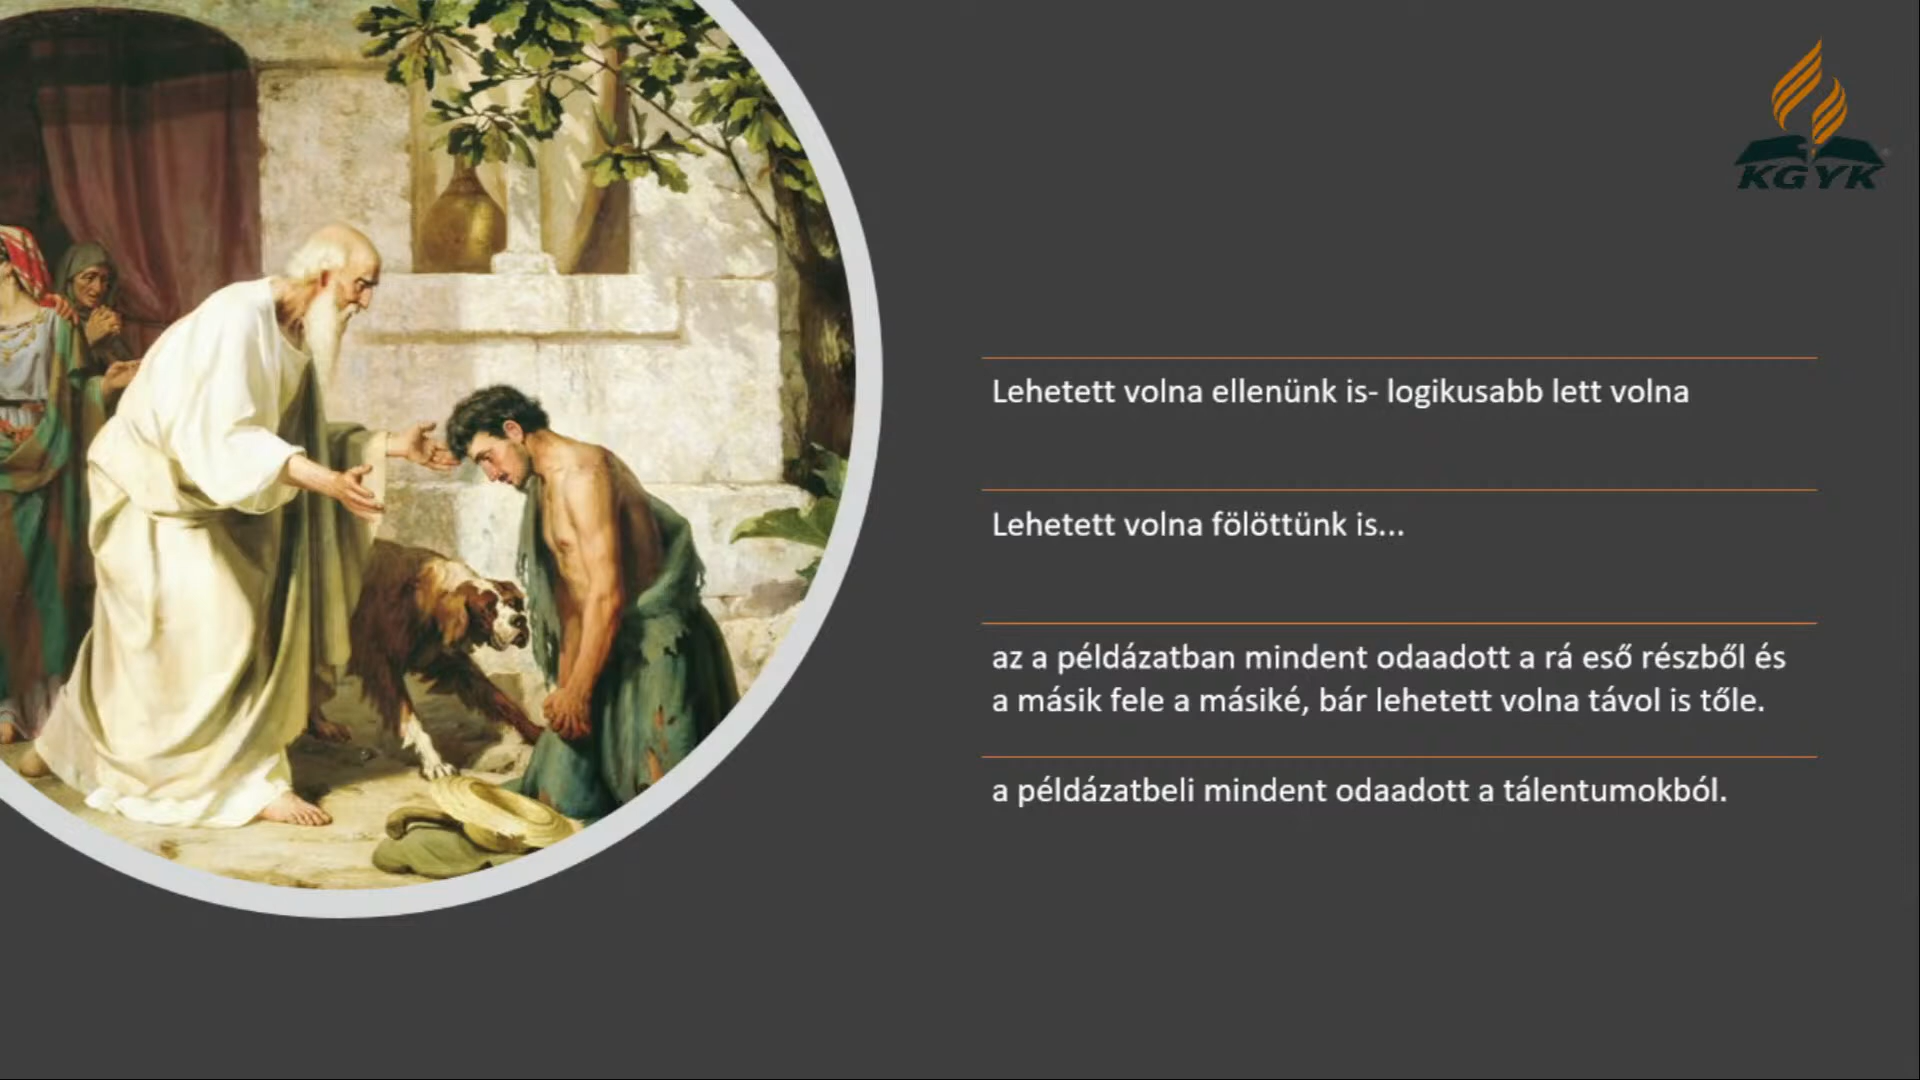 KGYK
Lehetett volna ellenünk is- logikusabb lett volna
Lehetett volna fölöttünk is...
az a példázatban mindent odaadott a rá eső részből és
a másik fele a másiké, bár lehetett volna távol is tőle.
a példázatbeli mindent odaadott a tálentumokból.